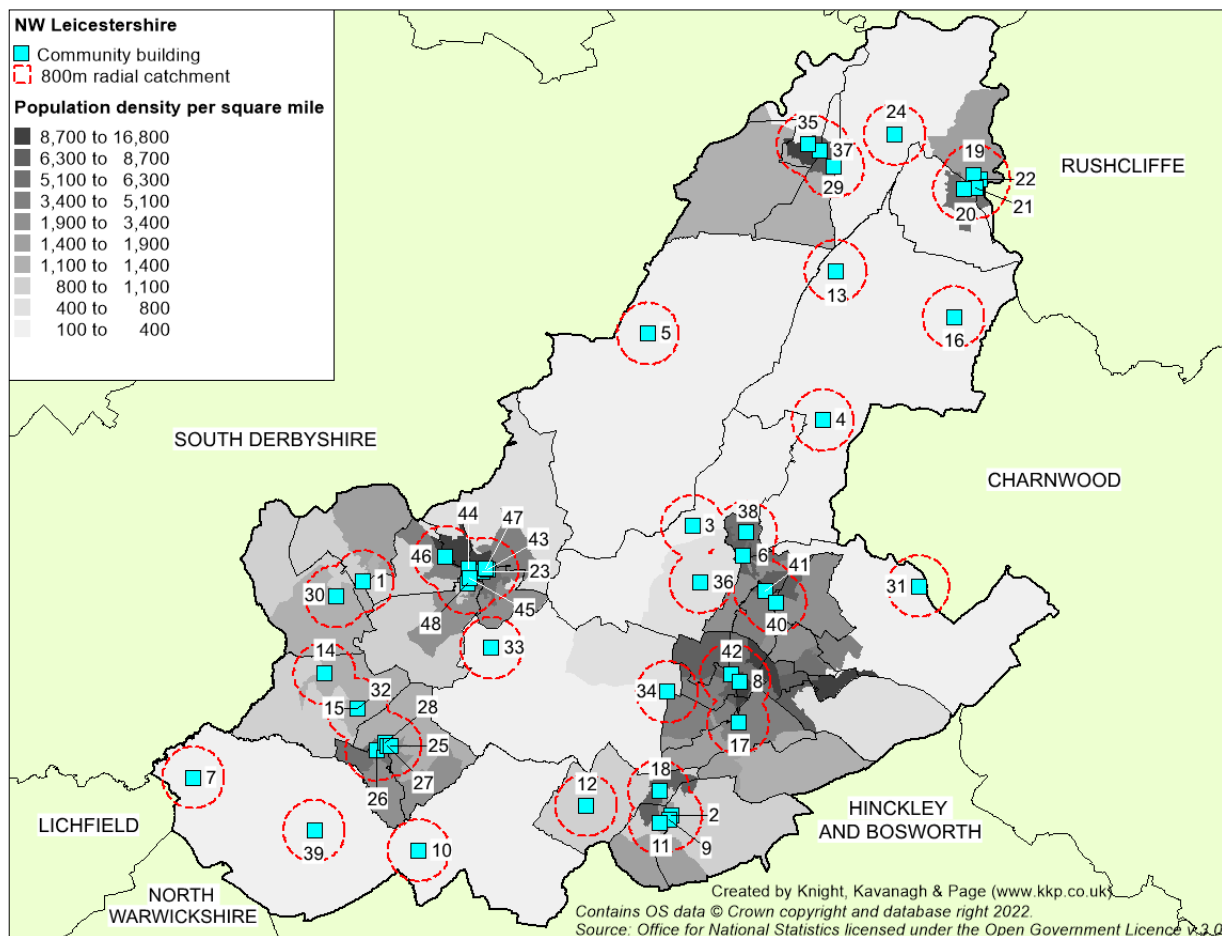 NW Leicestershire
Community building
800m radial catchment
Population density per square mile
8,700 to 16,800
6,300 to 8,700
5,100 to 6,300
3,400 to 5,100
1,900 to 3,400
1,400 to 1,900
1,100 to 1,400
800 to 1,100
400 to 800
100 to 400
35
24
37
19
29
22
20
21
RUSHCLIFFE
13
5
16
4
SOUTH DERBYSHIRE
CHARNWOOD
44
47
38
3
46
43
6
41
1
23
36
31
30
45
40
48
33
14
42
8
34
32
15
28
17
25
7
18
27
12
26
2
LICHFIELD
HINCKLEY
AND BOSWORTH
39
10
11
9
NORTH
WARWICKSHIRE
Created by Knight, Kavanagh & Page (www.kkp.co.uk)
Contains OS data © Crown copyright and database right 2022.
Source: Office for National Statistics licensed under the Open Government Licence v.3.0